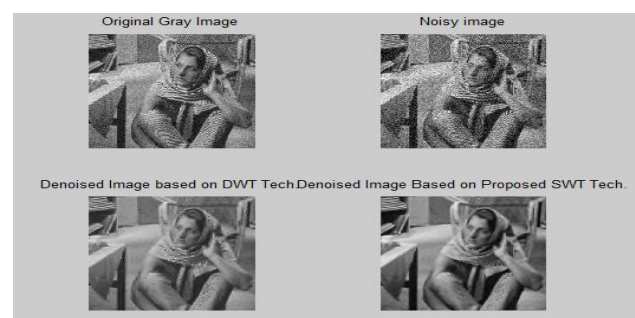 Original Gray Image
Noisy image
Denoised Image based on DWT Tech.
Denoised Image Based on Proposed SWT Tech.